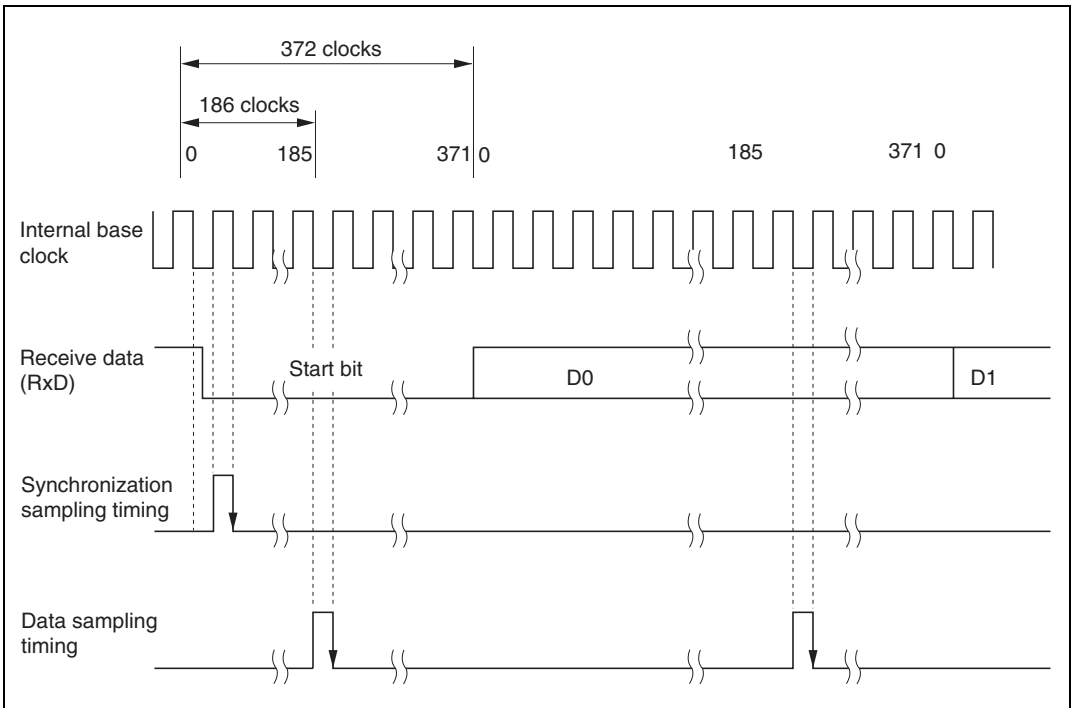 372 clocks
186 clocks
0 185 371 0 185 371 0
Internal base
clock
Receive data
(RxD)
Start bit
D0
D1
Synchronization
sampling timing
Data sampling
timing